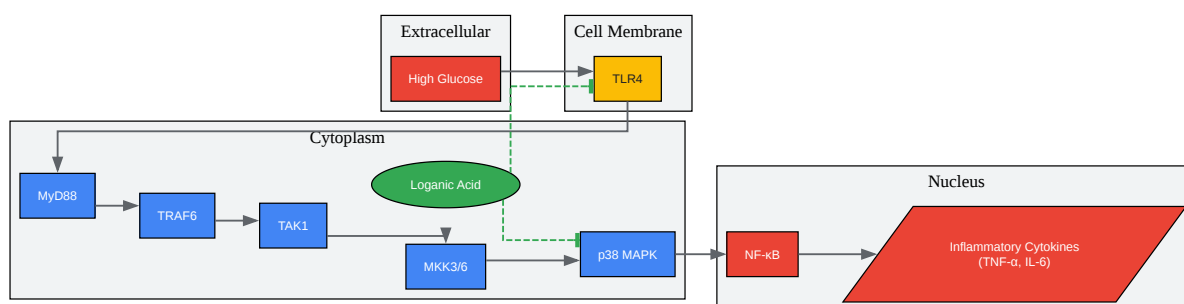 Extracellular
Cell Membrane
High Glucose
TLR4
Cytoplasm
MyD88
TRAF6
TAK1
Loganic Acid
MKK3/6
p38 MAPK
Nucleus
NF-κB
Inflammatory Cytokines
(TNF-α, IL-6)